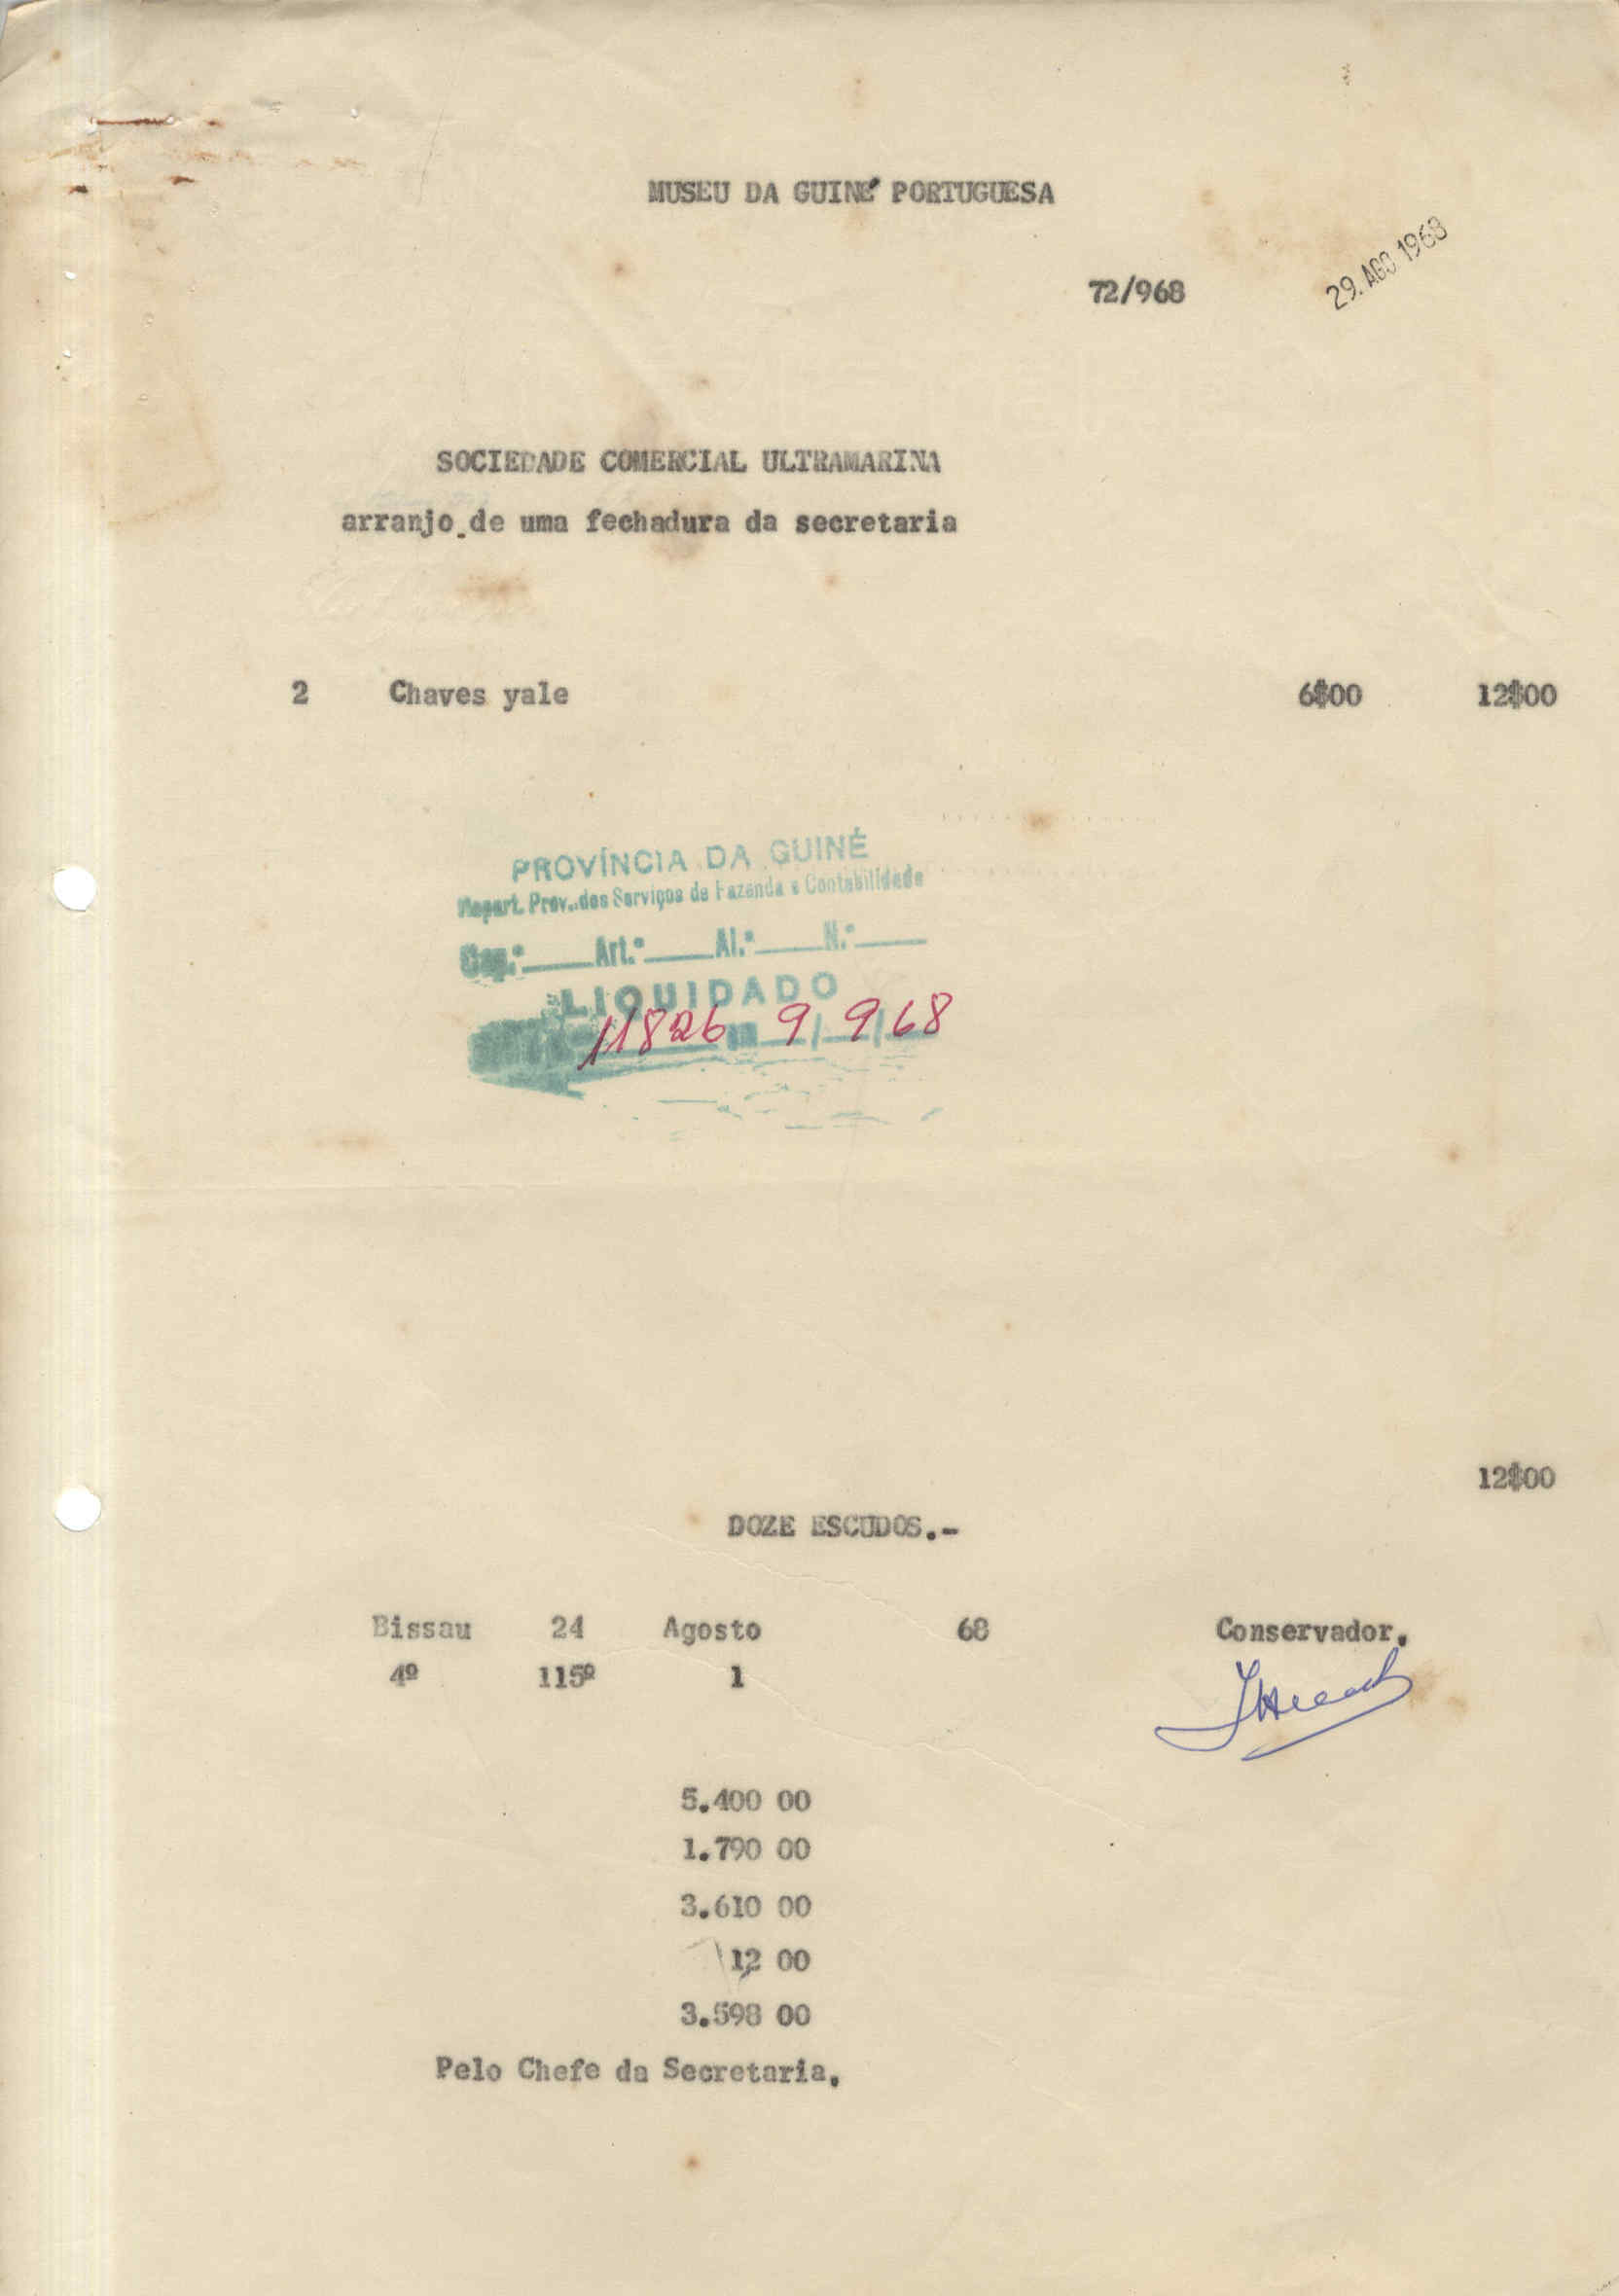 MUSEU DA GUINÉ PORTUGUESA
72/968
29. AGO 1968
SOCIEDADE COMERCIAL ULTRAMARINA
arranjo de uma fechadura da secretaria
2 Chaves yale 6$00 12$00
PROVÍNCIA DA GUINÉ
Repart. Prov. dos Serviços de Fazenda e Contabilidade
Cap.º Art.º Al.ª N.º
LIQUIDADO
11826 9/9/68
12$00
DOZE ESCUDOS.-
Bissau 24 Agosto 68 Conservador.
4º 115º 1
5.400 00
1.790 00
3.610 00
12 00
3.598 00
Pelo Chefe da Secretaria.